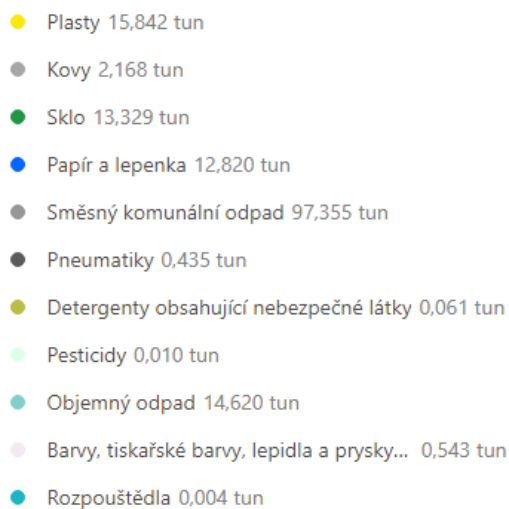 Plasty 15,842 tun
Kovy 2,168 tun
Sklo 13,329 tun
Papír a lepenka 12,820 tun
Směsný komunální odpad 97,355 tun
Pneumatiky 0,435 tun
Detergenty obsahující nebezpečné látky 0,061 tun
Pesticidy 0,010 tun
Objemný odpad 14,620 tun
Barvy, tiskařské barvy, lepidla a prysky... 0,543 tun
Rozpouštědla 0,004 tun